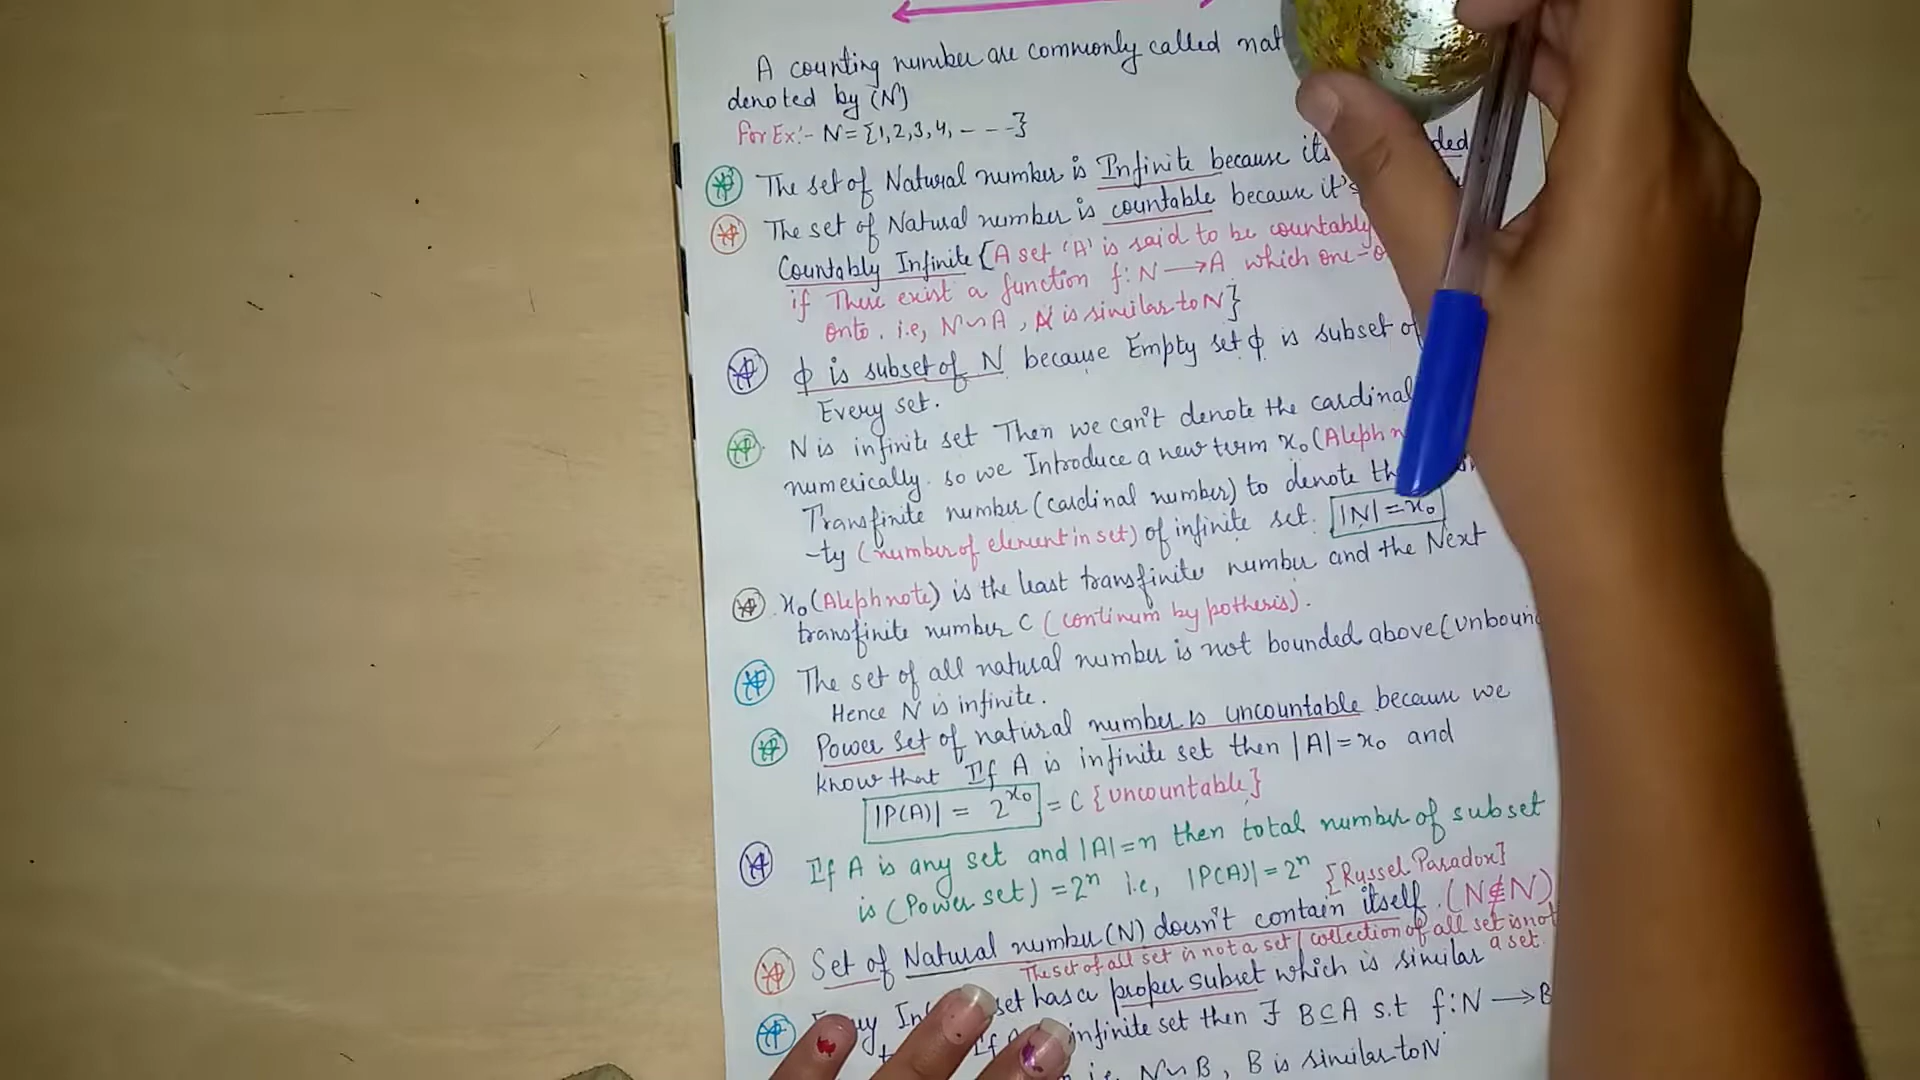 A counting number are commonly called nat
denoted by (N)
For Ex:- N = {1,2,3,4, - - -}
The set of Natural number is Infinite because its ded
The set of Natural number is countable because it's
Countably Infinite [A set 'A' is said to be countably
if There exist a function f: N → A which one-o
onto. i.e, N ∽ A, is similar to N}
ϕ is subset of N because Empty set ϕ is subset of
Every set.
N is infinite set Then we can't denote the cardinal
numerically. so we Introduce a new term ℵ₀ (Aleph n
Transfinite number (cardinal number) to denote th
-ty (number of element in set) of infinite set. |N| = ℵ₀
ℵ₀ (Alephnote) is the least transfinite number and the Next
transfinite number C (continum by pothesis).
The set of all natural number is not bounded above (unboun
Hence N is infinite.
Power set of natural number is uncountable because we
know that If A is infinite set then |A| = ℵ₀ and
|P(A)| = 2^ℵ₀ = C {uncountable}
If A is any set and |A| = n then total number of subset
is (Power set) = 2ⁿ i.e, |P(A)| = 2ⁿ [Russel Paradox]
Set of Natural number (N) doesn't contain itself. (N ∉ N)
The set of all set is not a set / collection of all set is not a set.
set has a proper subset which is similar
If infinite set then ∃ B ⊆ A s.t f: N → B
N ∽ B, B is similar to N